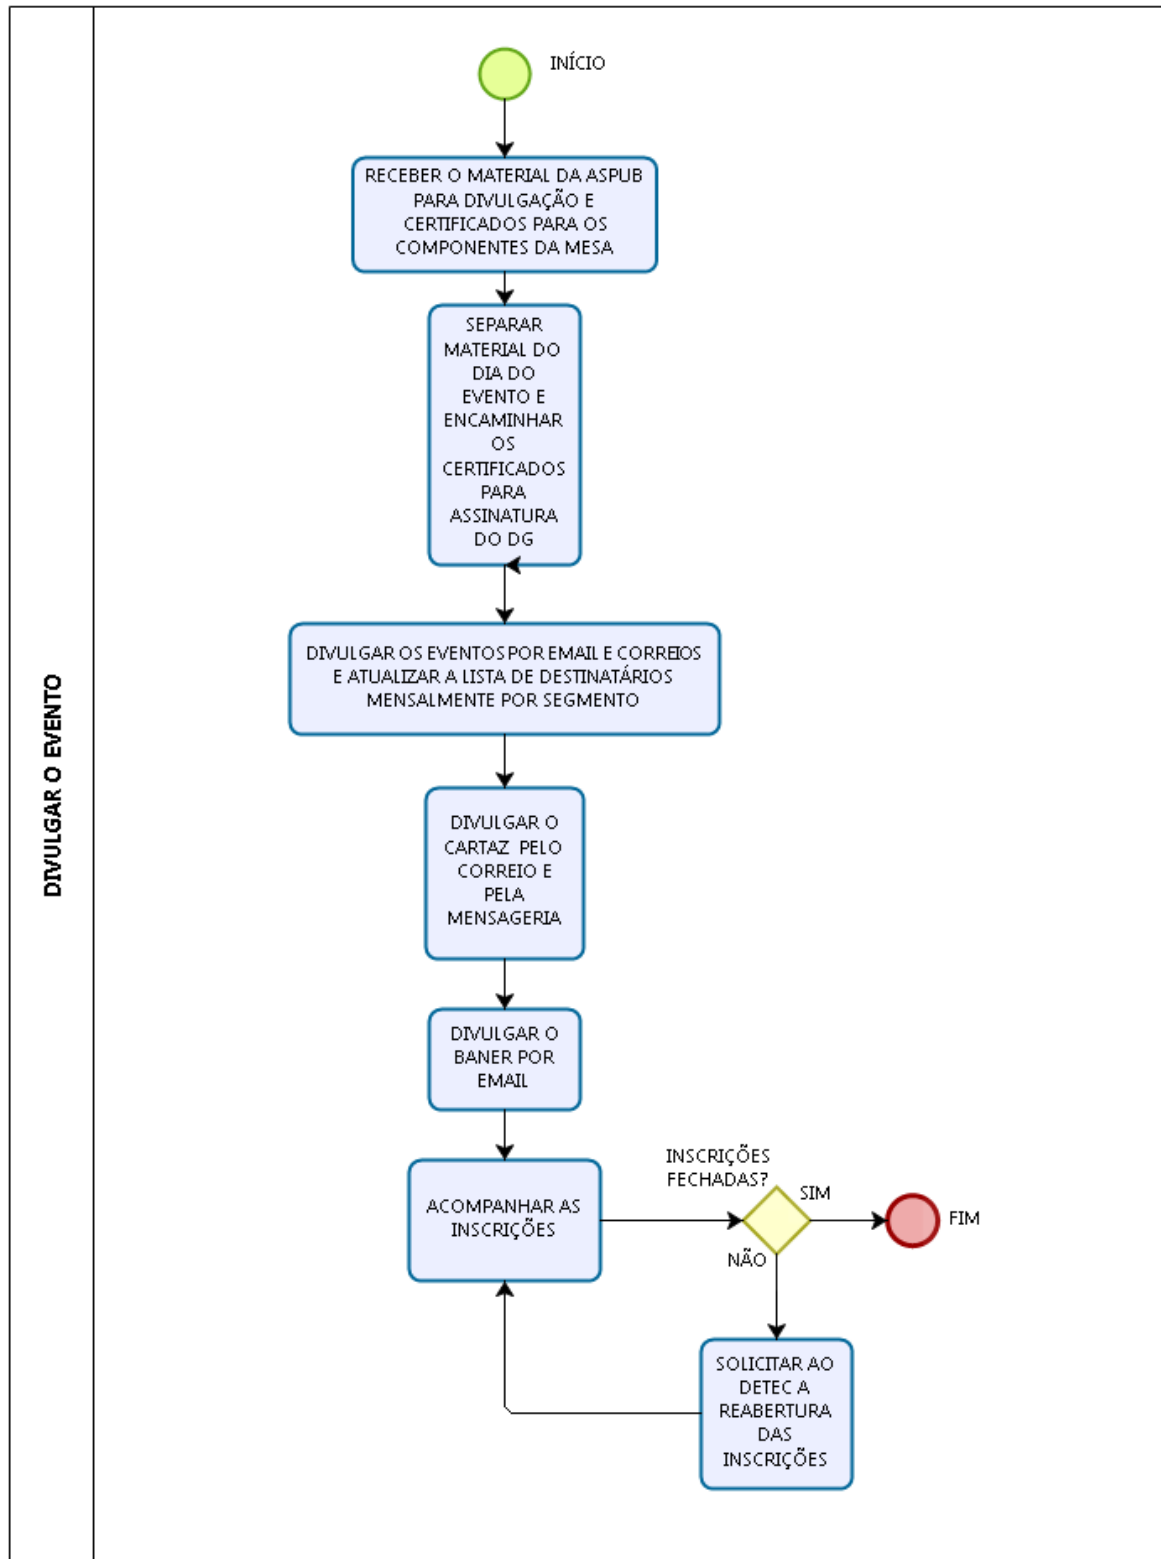 DIVULGAR O EVENTO
INÍCIO
RECEBER O MATERIAL DA ASPUB
PARA DIVULGAÇÃO E
CERTIFICADOS PARA OS
COMPONENTES DA MESA
SEPARAR
MATERIAL DO
DIA DO
EVENTO E
ENCAMINHAR
OS
CERTIFICADOS
PARA
ASSINATURA
DO DG
DIVULGAR OS EVENTOS POR EMAIL E CORREIOS
E ATUALIZAR A LISTA DE DESTINATÁRIOS
MENSALMENTE POR SEGMENTO
DIVULGAR O
CARTAZ PELO
CORREIO E
PELA
MENSAGERIA
DIVULGAR O
BANER POR
EMAIL
ACOMPANHAR AS
INSCRIÇÕES
INSCRIÇÕES
FECHADAS?
SIM
FIM
NÃO
SOLICITAR AO
DETEC A
REABERTURA
DAS
INSCRIÇÕES